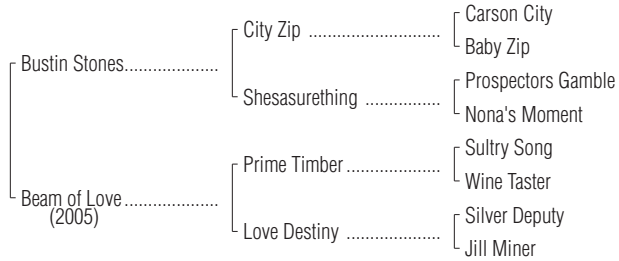 Carson City
City Zip ............................
Baby Zip
Bustin Stones....................
Prospectors Gamble
Shesasurething ................
Nona's Moment
Sultry Song
Prime Timber....................
Wine Taster
Beam of Love....................
(2005)
Silver Deputy
Love Destiny ....................
Jill Miner